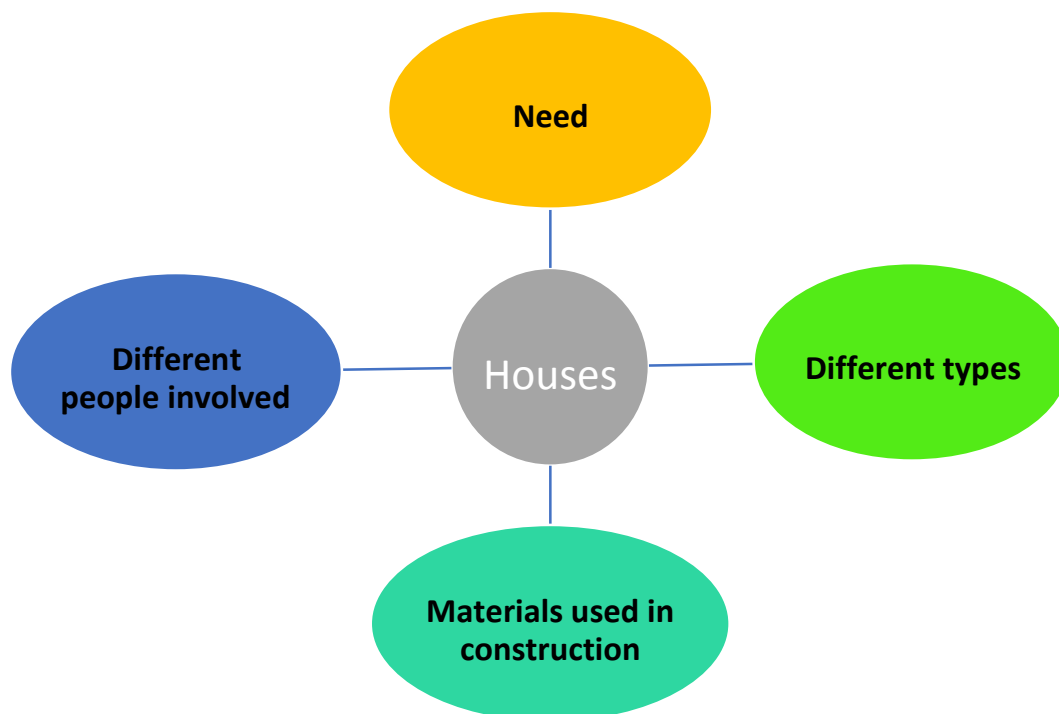 Need
Different
people involved
Houses
Different types
Materials used in
construction